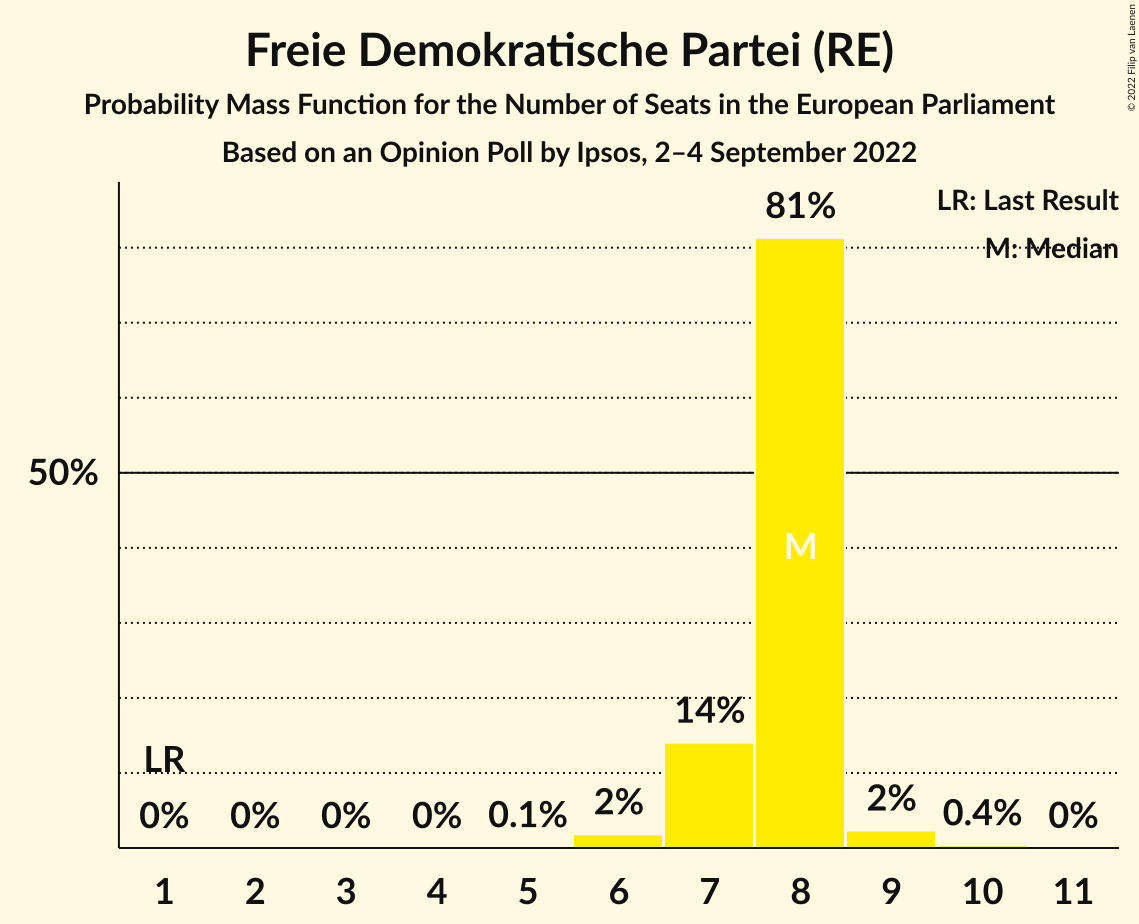 Freie Demokratische Partei (RE)
Probability Mass Function for the Number of Seats in the European Parliament
Based on an Opinion Poll by Ipsos, 2–4 September 2022
© 2022 Filip van Laenen
LR: Last Result
M: Median
81%
50%
M
14%
LR
0% 0% 0% 0% 0.1% 2% 2% 0.4% 0%
1 2 3 4 5 6 7 8 9 10 11